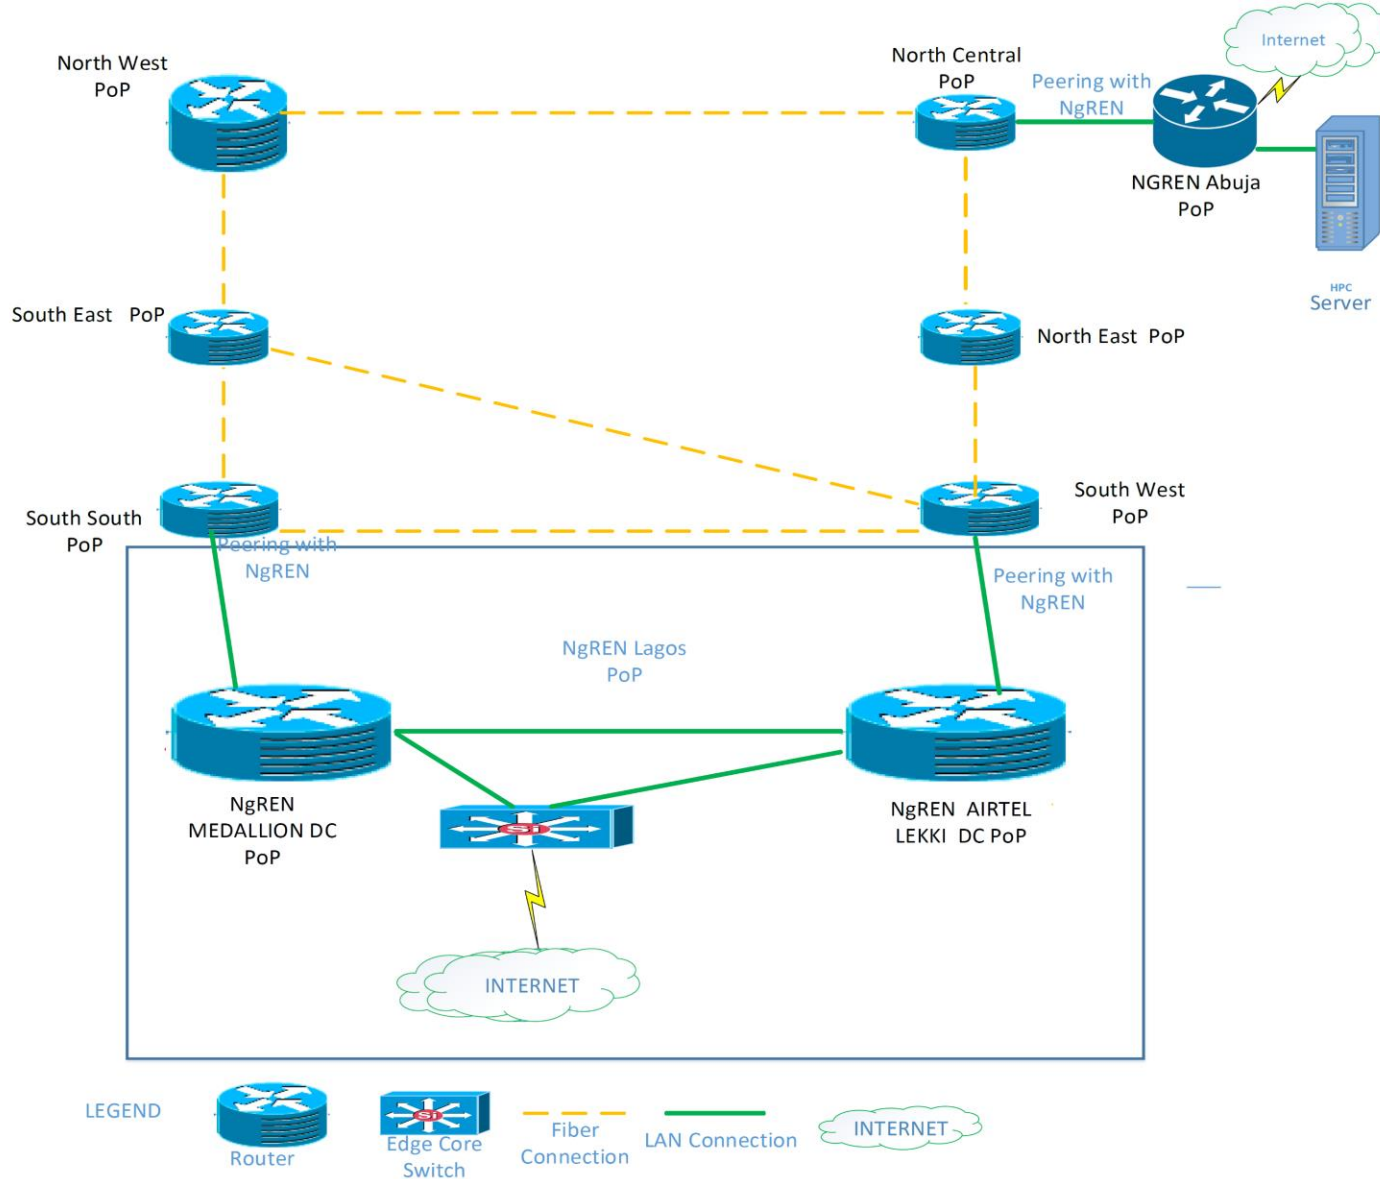 North West
PoP
North Central
PoP
Peering with
NgREN
Internet
NGREN Abuja
PoP
HPC
Server
South East   PoP
North East  PoP
South South
PoP
South West
PoP
Peering with
NgREN
Peering with
NgREN
NgREN Lagos
PoP
NgREN
MEDALLION DC
PoP
Si
NgREN  AIRTEL
LEKKI  DC PoP
INTERNET
LEGEND
Router
Si
Edge Core
Switch
Fiber
Connection
LAN Connection
INTERNET